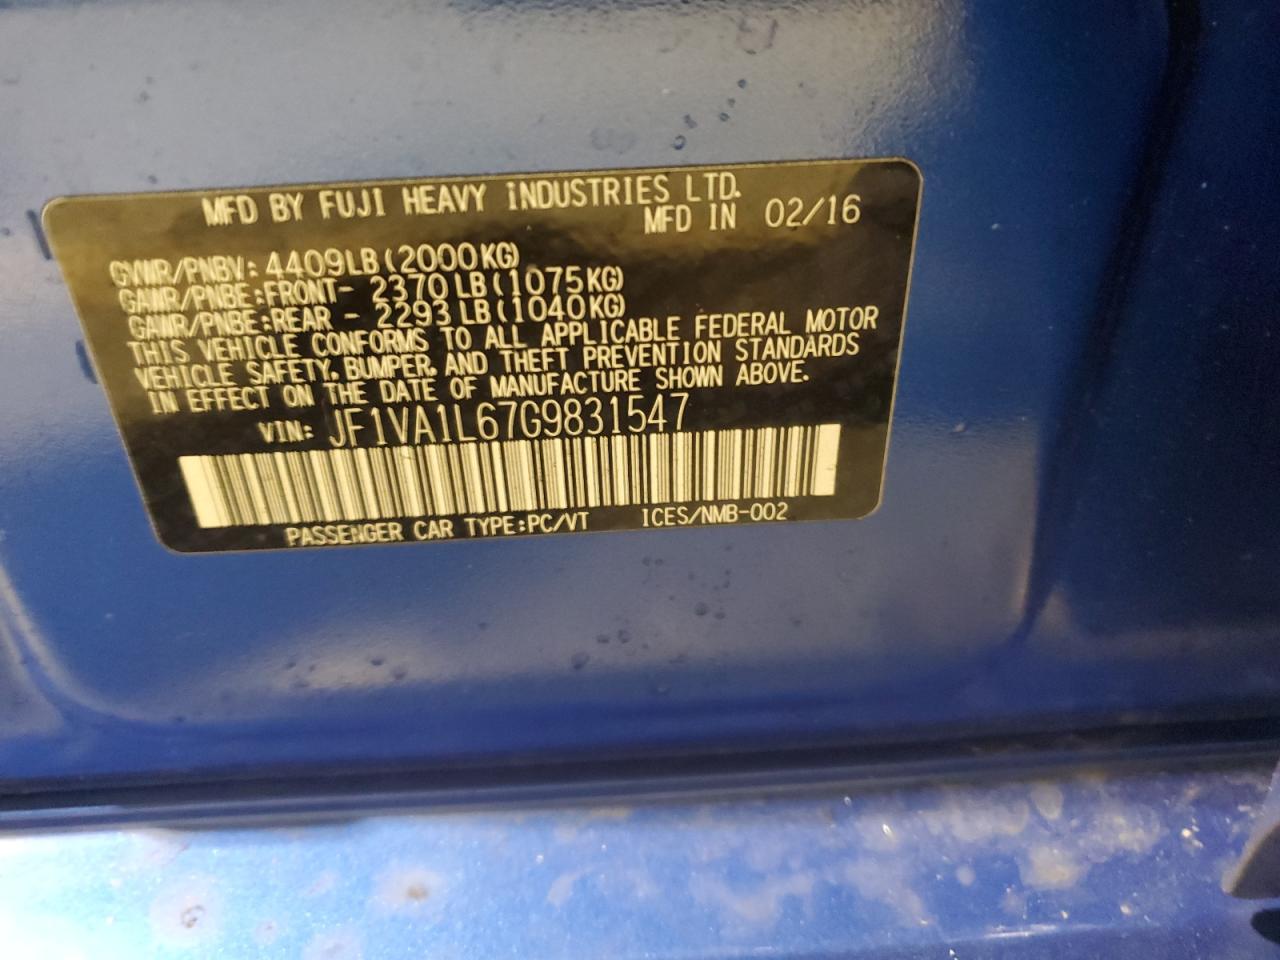 MFD BY FUJI HEAVY INDUSTRIES LTD.
MFD IN 02/16
GVWR/PNBV: 4409LB(2000KG)
GAWR/PNBE:FRONT- 2370LB(1075KG)
GAWR/PNBE:REAR - 2293LB(1040KG)
THIS VEHICLE CONFORMS TO ALL APPLICABLE FEDERAL MOTOR
VEHICLE SAFETY, BUMPER, AND THEFT PREVENTION STANDARDS
IN EFFECT ON THE DATE OF MANUFACTURE SHOWN ABOVE.
VIN: JF1VA1L67G9831547
PASSENGER CAR TYPE:PC/VT ICES/NMB-002